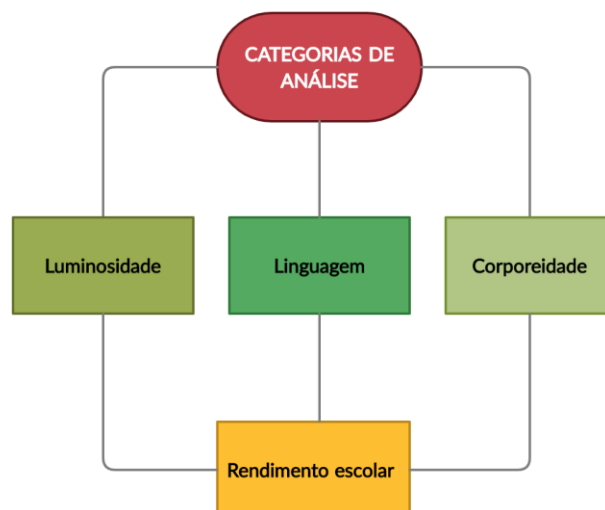 CATEGORIAS DE
ANÁLISE
Luminosidade
Linguagem
Corporeidade
Rendimento escolar